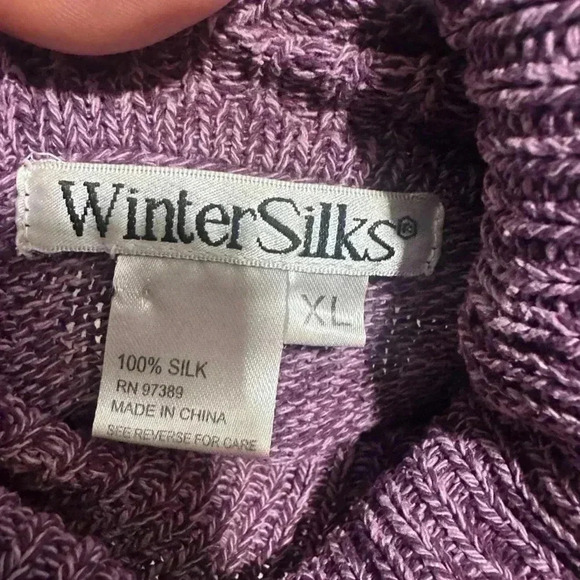 WinterSilks®
XL
100% SILK
RN 97389
MADE IN CHINA
SEE REVERSE FOR CARE